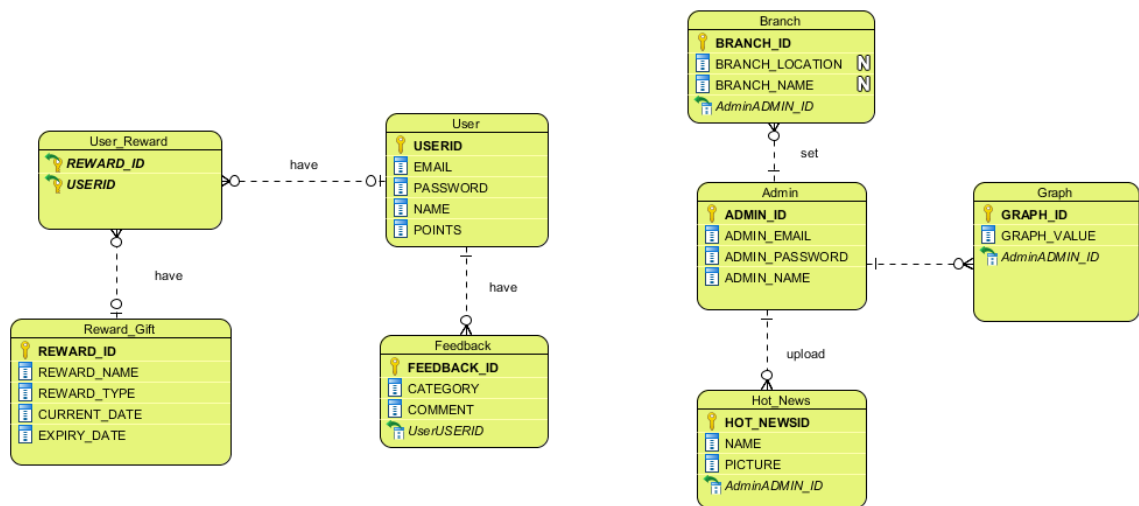 User_Reward
REWARD_ID
USERID
have
User
USERID
EMAIL
PASSWORD
NAME
POINTS
have
Reward_Gift
REWARD_ID
REWARD_NAME
REWARD_TYPE
CURRENT_DATE
EXPIRY_DATE
have
Feedback
FEEDBACK_ID
CATEGORY
COMMENT
UserUSERID
Branch
BRANCH_ID
BRANCH_LOCATION N
BRANCH_NAME N
AdminADMIN_ID
set
Admin
ADMIN_ID
ADMIN_EMAIL
ADMIN_PASSWORD
ADMIN_NAME
Graph
GRAPH_ID
GRAPH_VALUE
AdminADMIN_ID
upload
Hot_News
HOT_NEWSID
NAME
PICTURE
AdminADMIN_ID